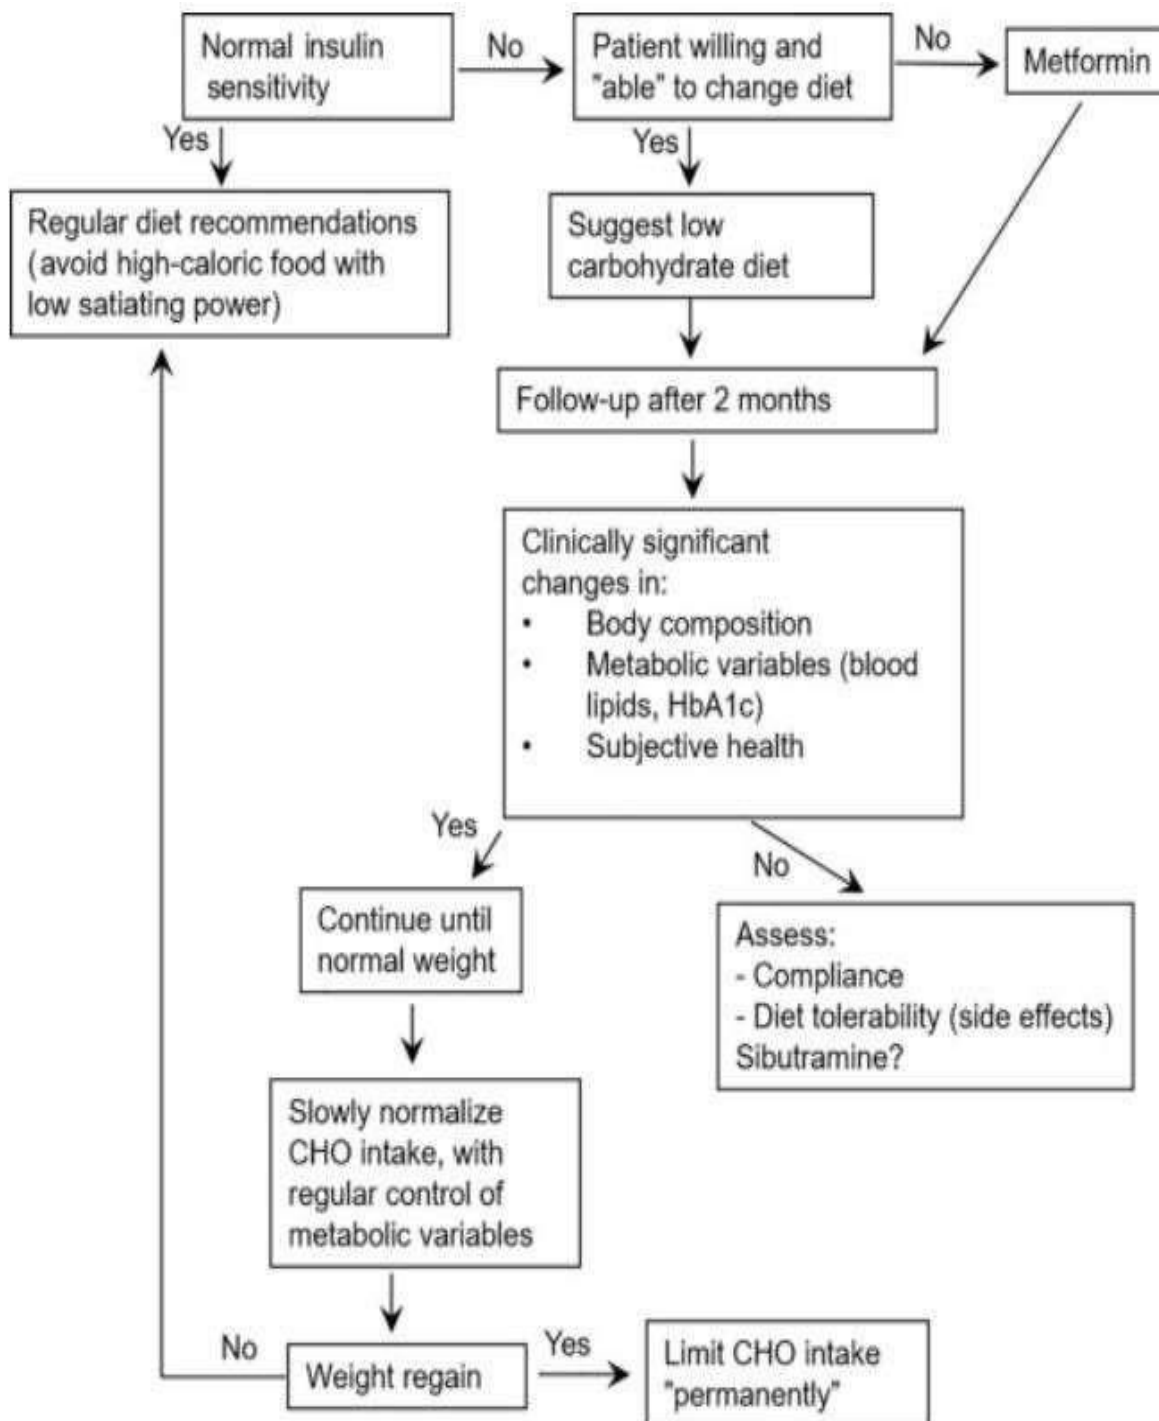 Normal insulin
sensitivity
No
Patient willing and
"able" to change diet
No
Metformin
Yes
Yes
Regular diet recommendations
(avoid high-caloric food with
low satiating power)
Suggest low
carbohydrate diet
Follow-up after 2 months
Clinically significant
changes in:
• Body composition
• Metabolic variables (blood
lipids, HbA1c)
• Subjective health
Yes
No
Continue until
normal weight
Assess:
- Compliance
- Diet tolerability (side effects)
Sibutramine?
Slowly normalize
CHO intake, with
regular control of
metabolic variables
No
Weight regain
Yes
Limit CHO intake
"permanently"